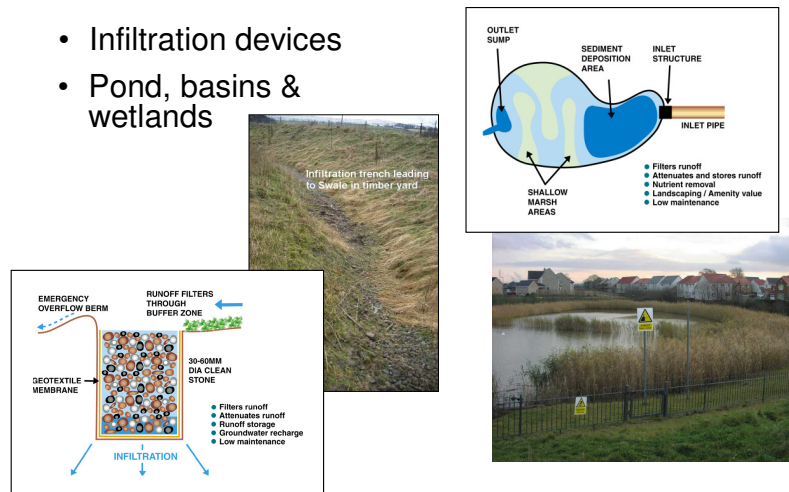 • Infiltration devices
• Pond, basins &
wetlands
Infiltration trench leading
to Swale in timber yard
OUTLET
SUMP
SEDIMENT
DEPOSITION
AREA
INLET
STRUCTURE
INLET PIPE
SHALLOW
MARSH
AREAS
• Filters runoff
• Attenuates and stores runoff
• Nutrient removal
• Landscaping / Amenity value
• Low maintenance
EMERGENCY
OVERFLOW BERM
RUNOFF FILTERS
THROUGH
BUFFER ZONE
30-60MM
DIA CLEAN
STONE
GEOTEXTILE
MEMBRANE
• Filters runoff
• Attenuates runoff
• Runoff storage
• Groundwater recharge
• Low maintenance
INFILTRATION